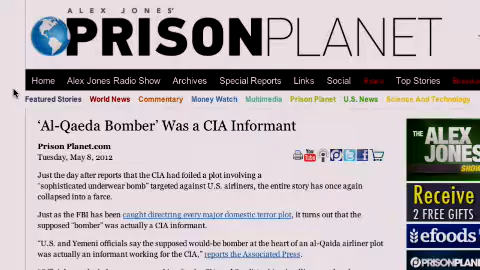 ALEX JONES'
PRISONPLANET
Home Alex Jones Radio Show Archives Special Reports Links Social Top Stories
Featured Stories World News Commentary Money Watch Multimedia Prison Planet U.S. News Science And Technology
‘Al-Qaeda Bomber’ Was a CIA Informant
Prison Planet.com
Tuesday, May 8, 2012
You Tube
Just the day after reports that the CIA had foiled a plot involving a
“sophisticated underwear bomb” targeted against U.S. airliners, the entire story has once again
collapsed into a farce.
Just as the FBI has been caught directing every major domestic terror plot, it turns out that the
supposed “bomber” was actually a CIA informant.
“U.S. and Yemeni officials say the supposed would-be bomber at the heart of an al-Qaida airliner plot
was actually an informant working for the CIA,” reports the Associated Press.
THE
ALEX
JONES
SHOW
Receive
2 FREE GIFTS
efoods
PRISONPLANET